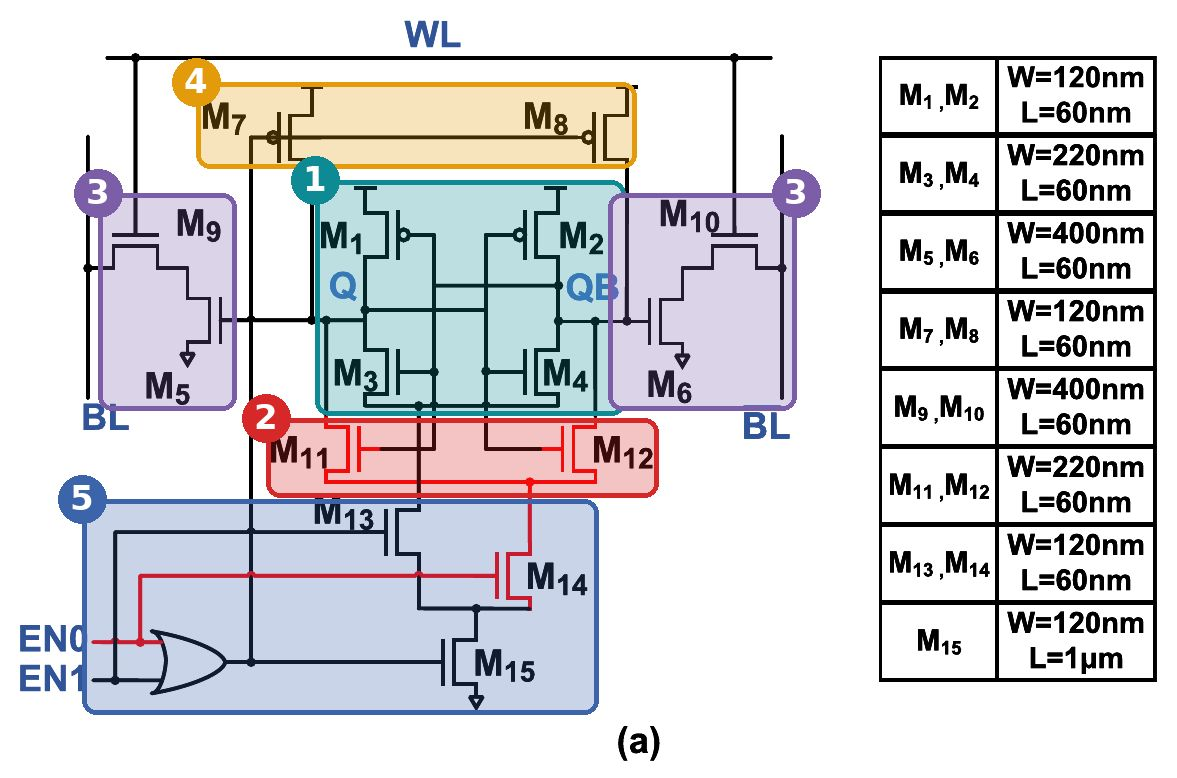 WL
4
M7
M8
1
3
3
M9
M10
M1
M2
Q
QB
M3
M4
M5
M6
BL
BL
2
M11
M12
5
M13
M14
EN0
EN1
M15
(a)
M1 ,M2 W=120nm
L=60nm
M3 ,M4 W=220nm
L=60nm
M5 ,M6 W=400nm
L=60nm
M7 ,M8 W=120nm
L=60nm
M9 ,M10 W=400nm
L=60nm
M11 ,M12 W=220nm
L=60nm
M13 ,M14 W=120nm
L=60nm
M15 W=120nm
L=1µm